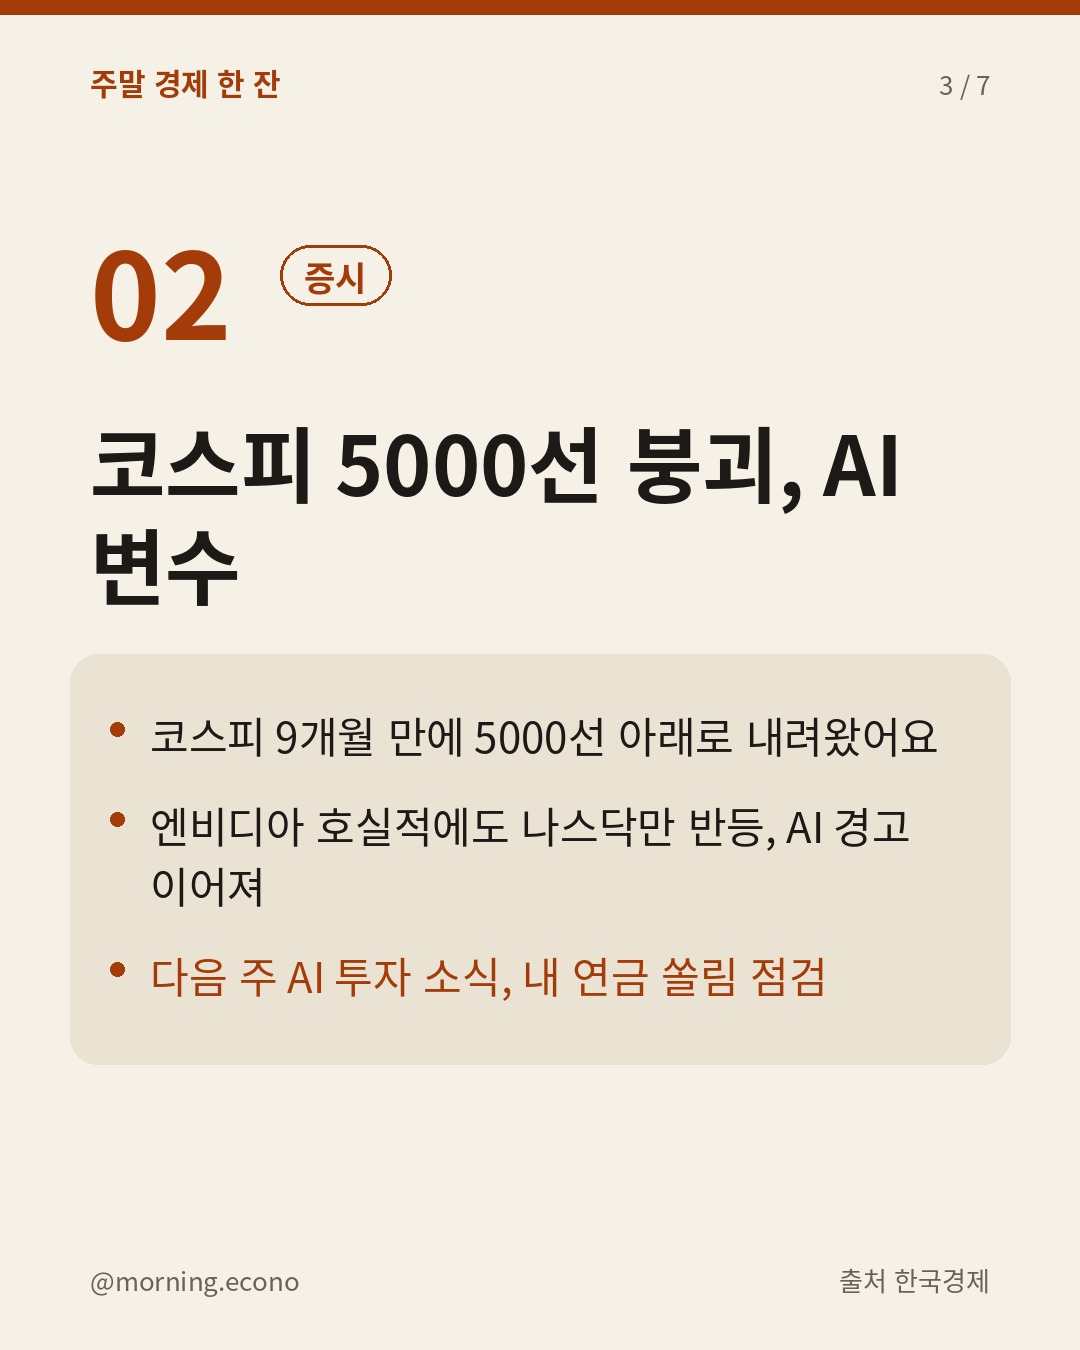 주말 경제 한 잔
3 / 7
02
증시
코스피 5000선 붕괴, AI
변수
코스피 9개월 만에 5000선 아래로 내려왔어요
엔비디아 호실적에도 나스닥만 반등, AI 경고
이어져
다음 주 AI 투자 소식, 내 연금 쏠림 점검
@morning.econo
출처 한국경제